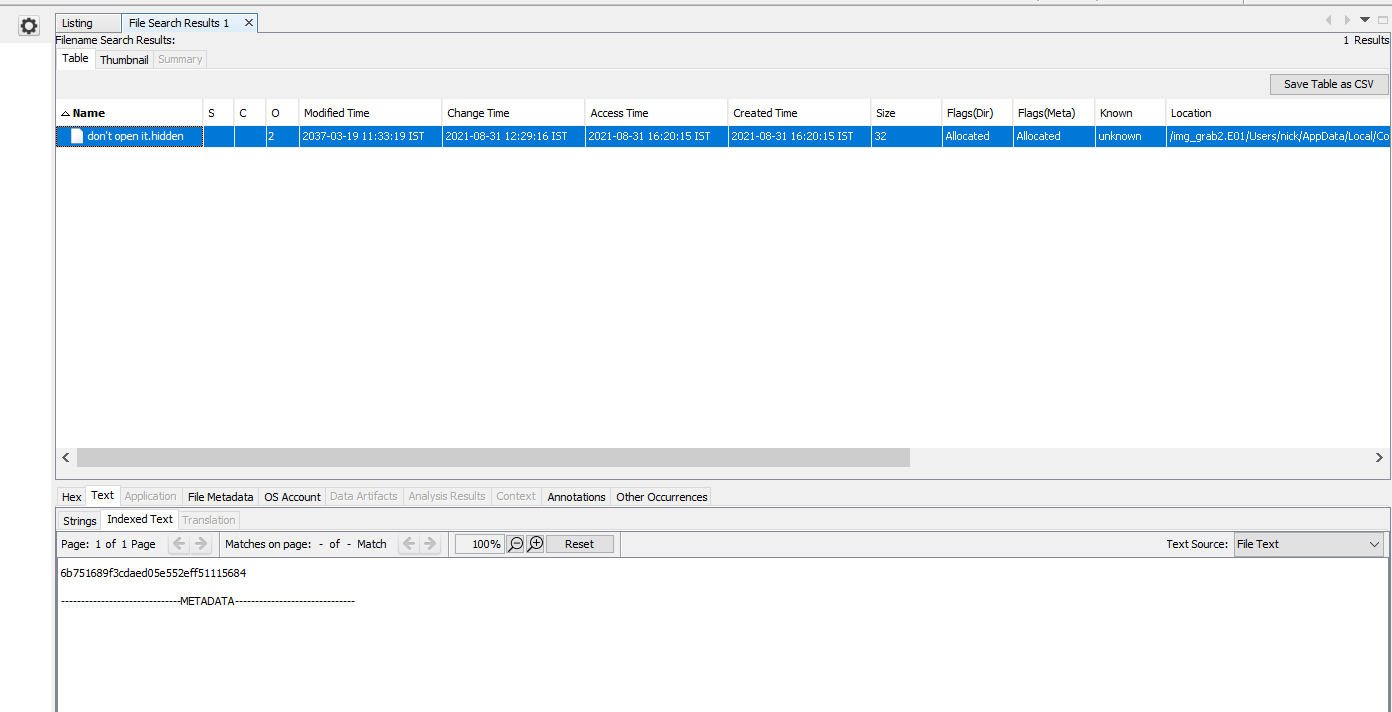 Listing File Search Results 1
Filename Search Results:
1 Results
Table Thumbnail Summary
Save Table as CSV
Name S C O Modified Time Change Time Access Time Created Time Size Flags(Dir) Flags(Meta) Known Location
don't open it.hidden 2 2037-03-19 11:33:19 IST 2021-08-31 12:29:16 IST 2021-08-31 16:20:15 IST 2021-08-31 16:20:15 IST 32 Allocated Allocated unknown /img_grab2.E01/Users/nick/AppData/Local/Co
Hex Text Application File Metadata OS Account Data Artifacts Analysis Results Context Annotations Other Occurrences
Strings Indexed Text Translation
Page: 1 of 1 Page Matches on page: - of - Match 100% Reset Text Source: File Text
6b751689f3cdaed05e552eff51115684
------------------------------METADATA------------------------------